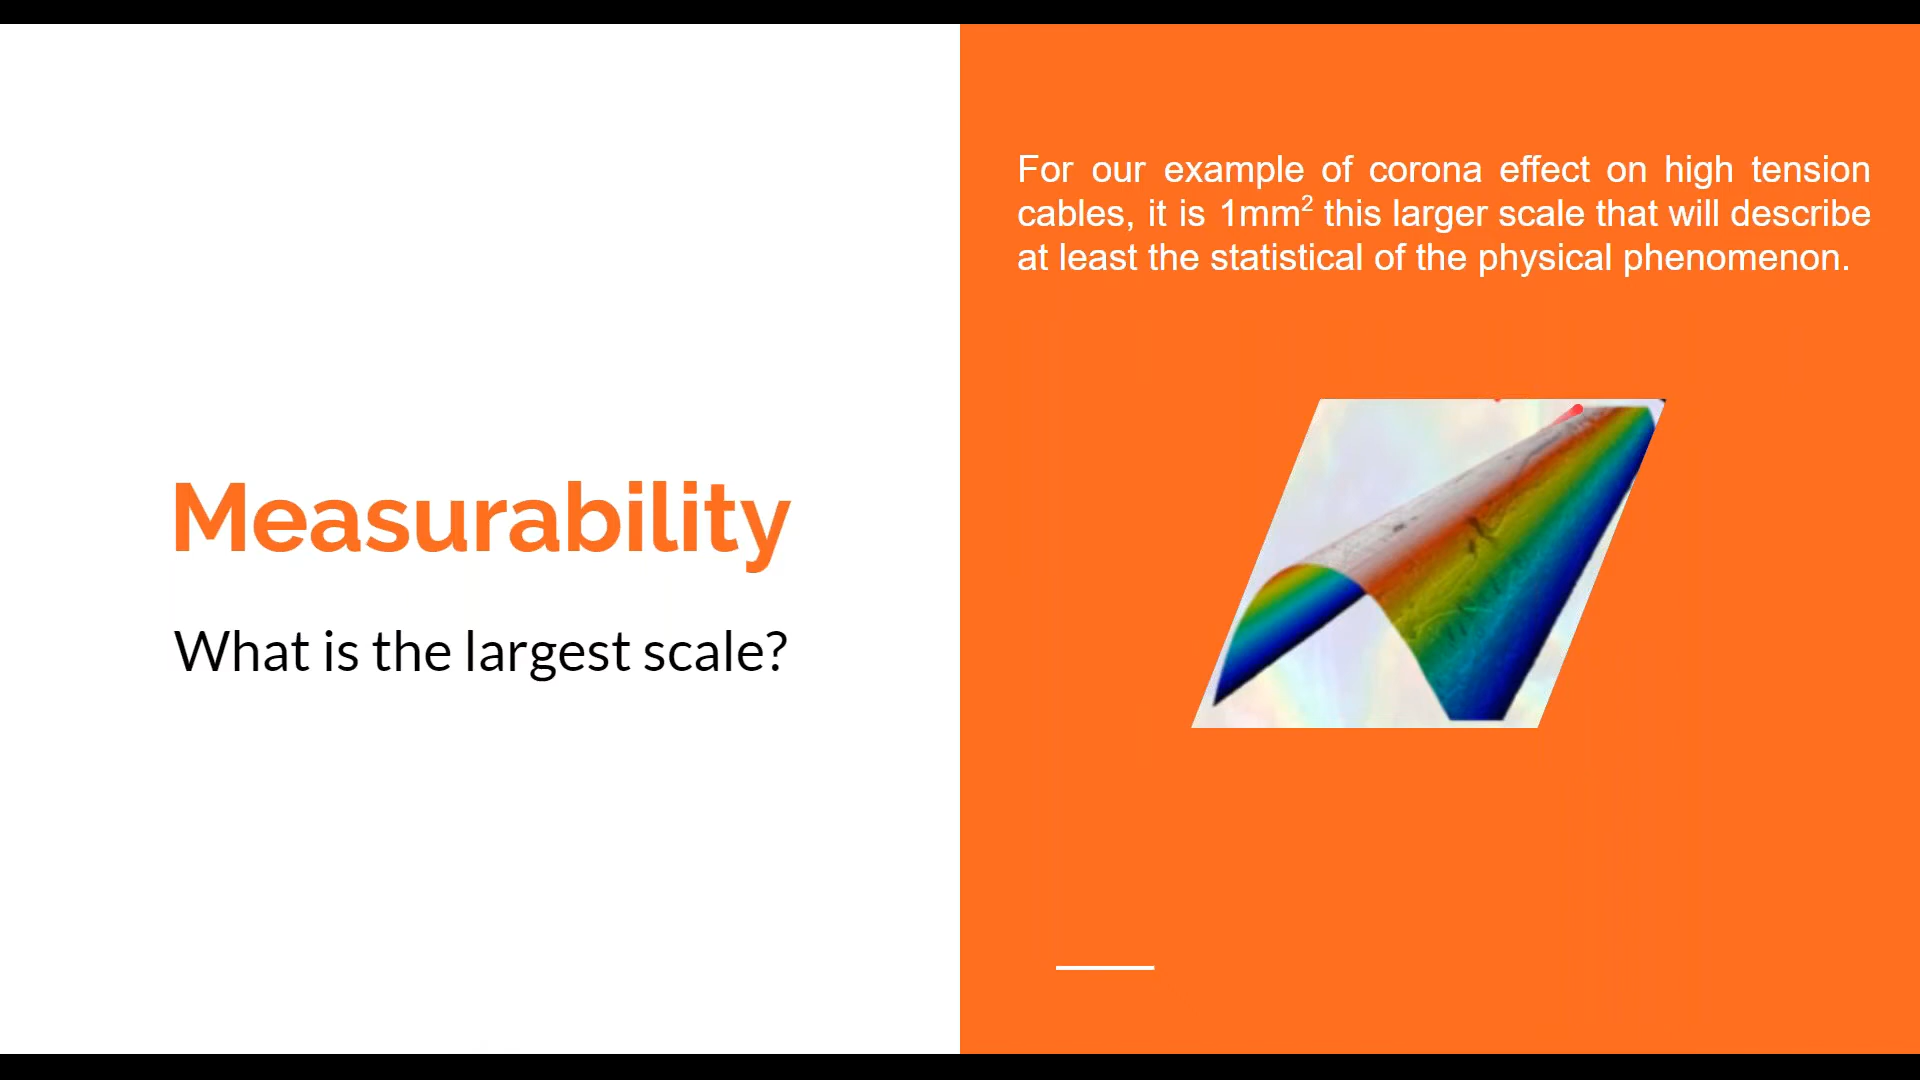 Measurability
What is the largest scale?
For our example of corona effect on high tension
cables, it is 1mm² this larger scale that will describe
at least the statistical of the physical phenomenon.